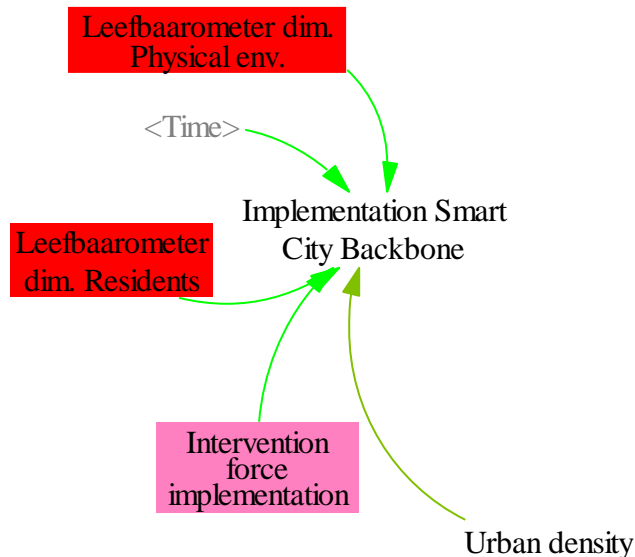 Leefbaarometer dim.
Physical env.
<Time>
Implementation Smart
City Backbone
Leefbaarometer
dim. Residents
Intervention
force
implementation
Urban density